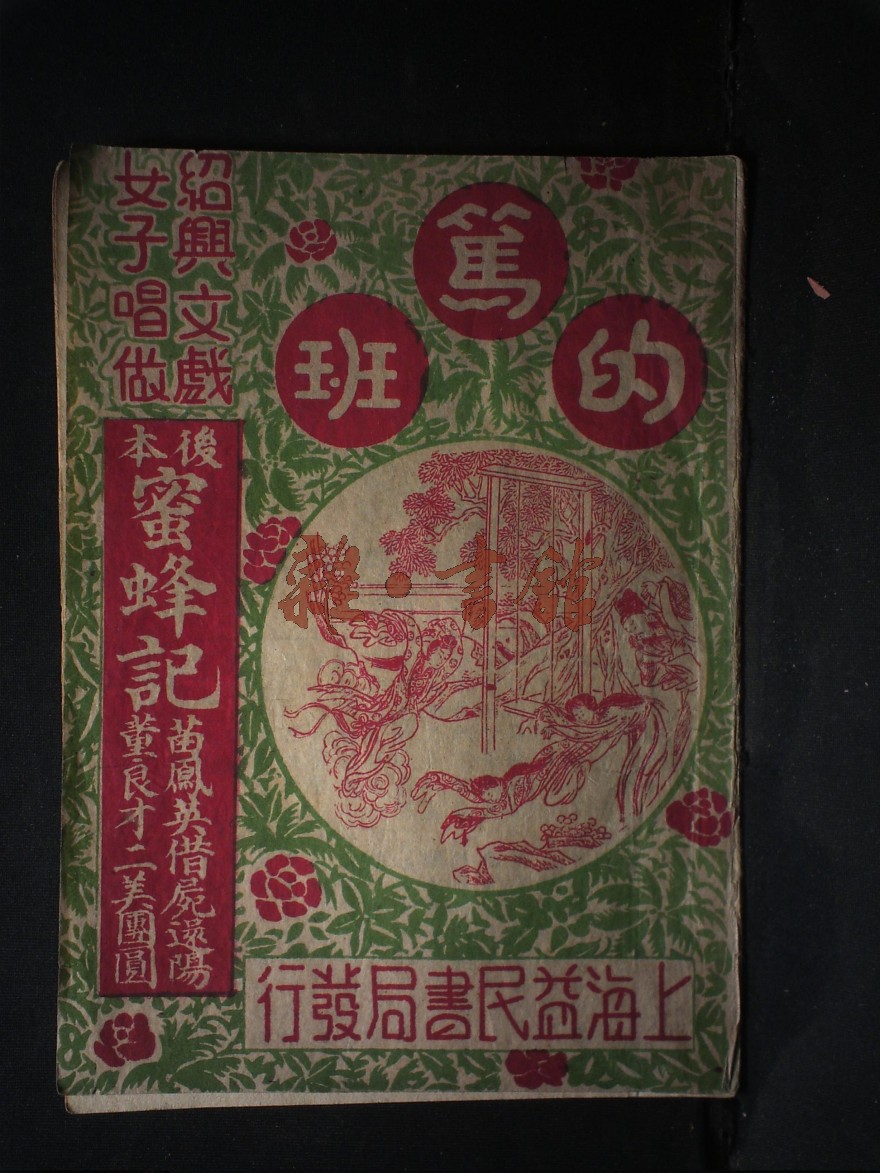 紹興文戲
女子唱做
的篤班
後本
蜜蜂記
苗鳳英借屍還陽
董良才二美團圓
上海益民書局發行
雜·書館